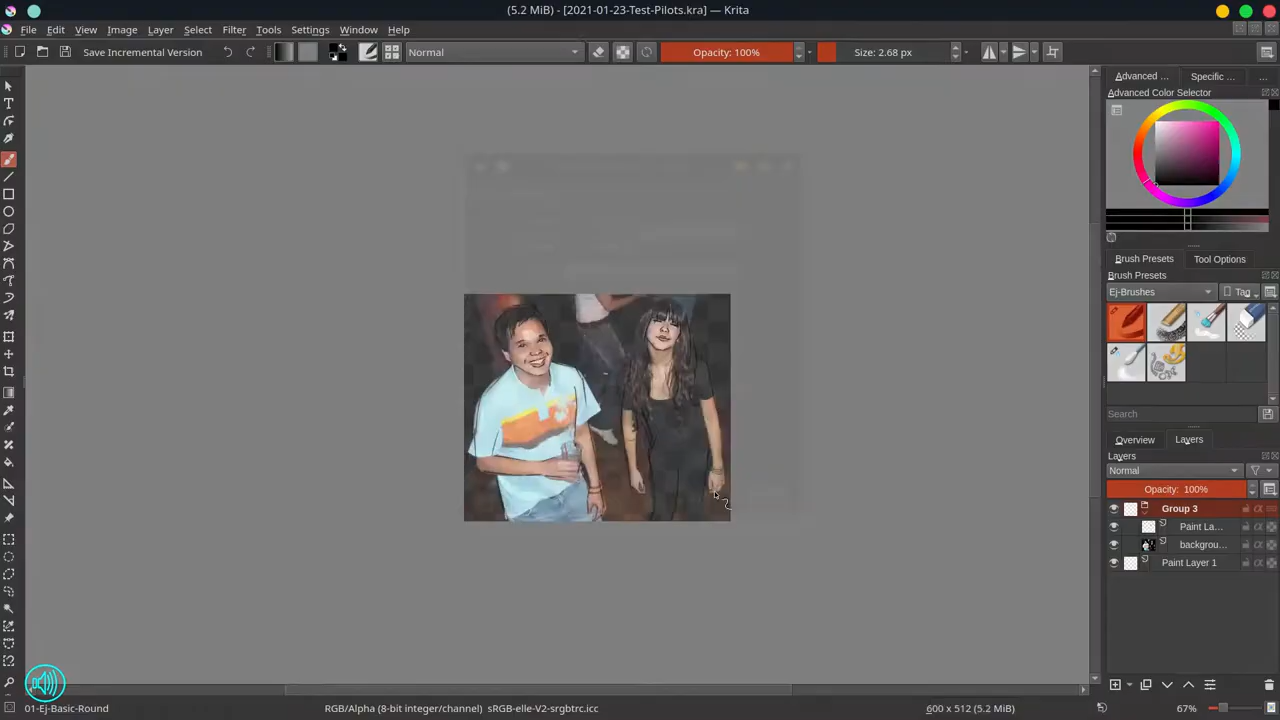 (5.2 MiB) - [2021-01-23-Test-Pilots.kra] — Krita
File Edit View Image Layer Select Filter Tools Settings Window Help
Save Incremental Version Normal Opacity: 100% Size: 2.68 px
Advanced ... Specific ... ...
Advanced Color Selector
Brush Presets Tool Options
Brush Presets
Ej-Brushes Tag
Search
Overview Layers
Layers
Normal
Opacity: 100%
Group 3
Paint La...
backgrou...
Paint Layer 1
01-Ej-Basic-Round RGB/Alpha (8-bit integer/channel) sRGB-elle-V2-srgbtrc.icc 600 x 512 (5.2 MiB) 67%